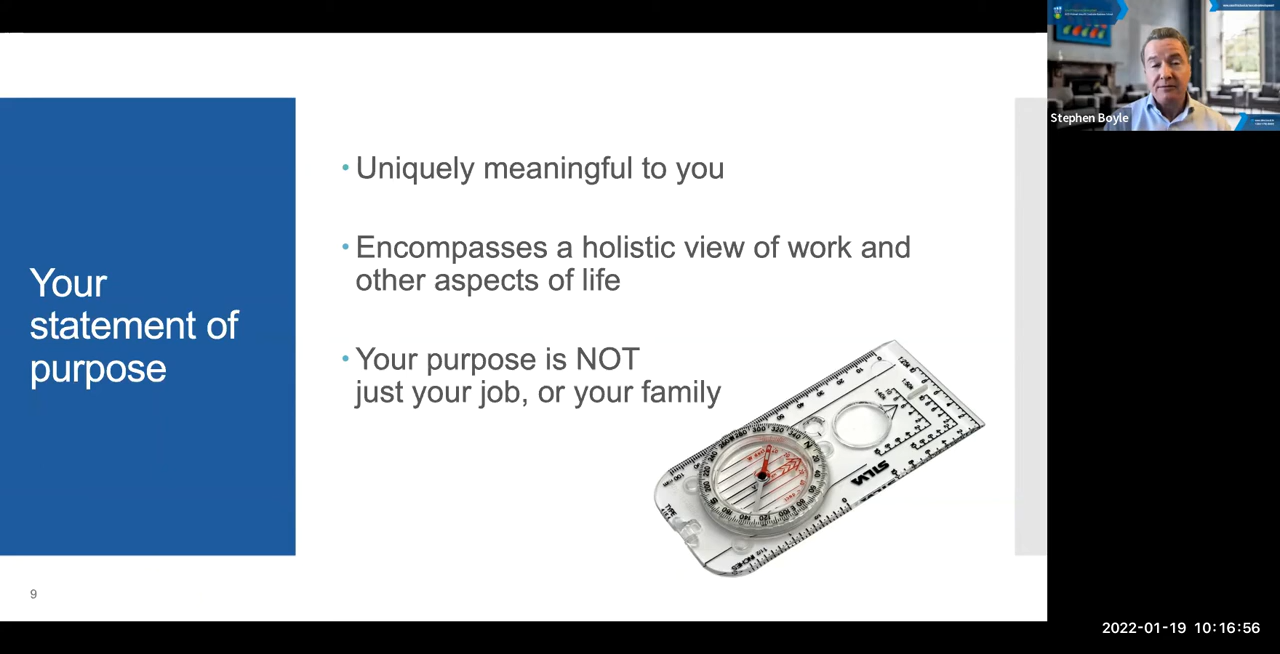 Your
statement of
purpose
• Uniquely meaningful to you
• Encompasses a holistic view of work and
other aspects of life
• Your purpose is NOT
just your job, or your family
SILVA
9
Stephen Boyle
2022-01-19 10:16:56